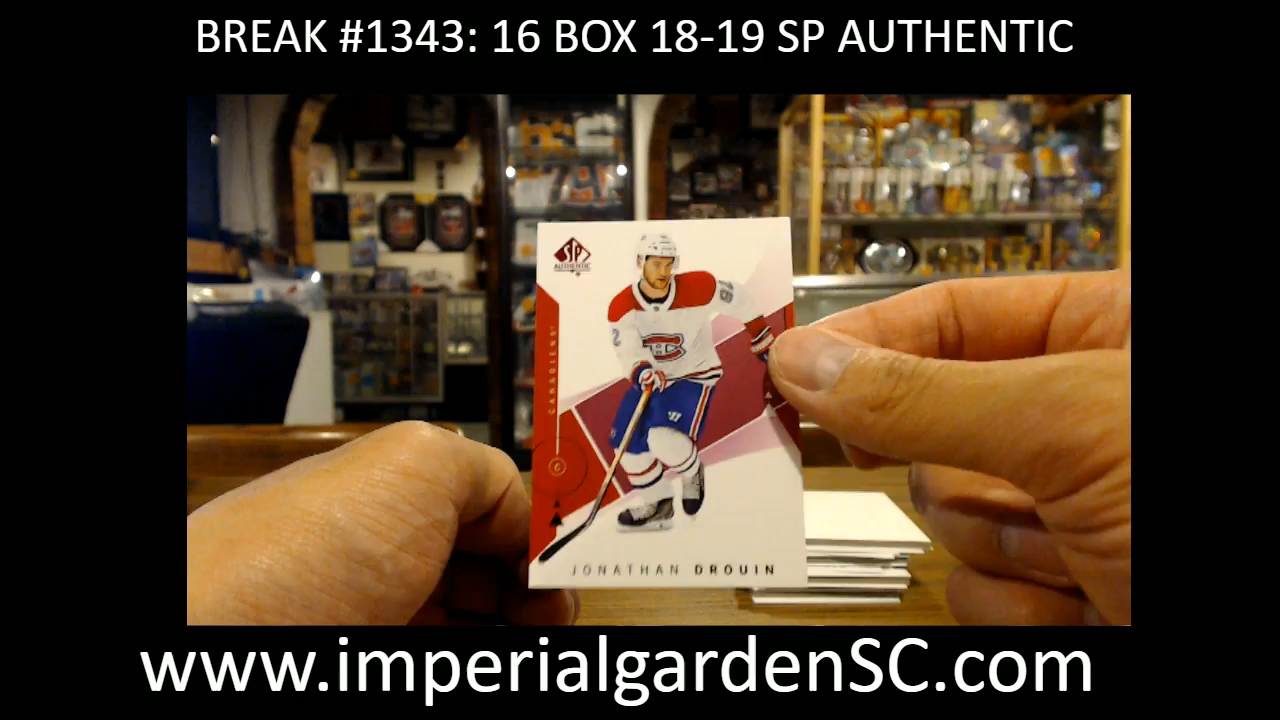 BREAK #1343: 16 BOX 18-19 SP AUTHENTIC
SP
AUTHENTIC
CANADIENS
C
JONATHAN DROUIN
www.imperialgardenSC.com